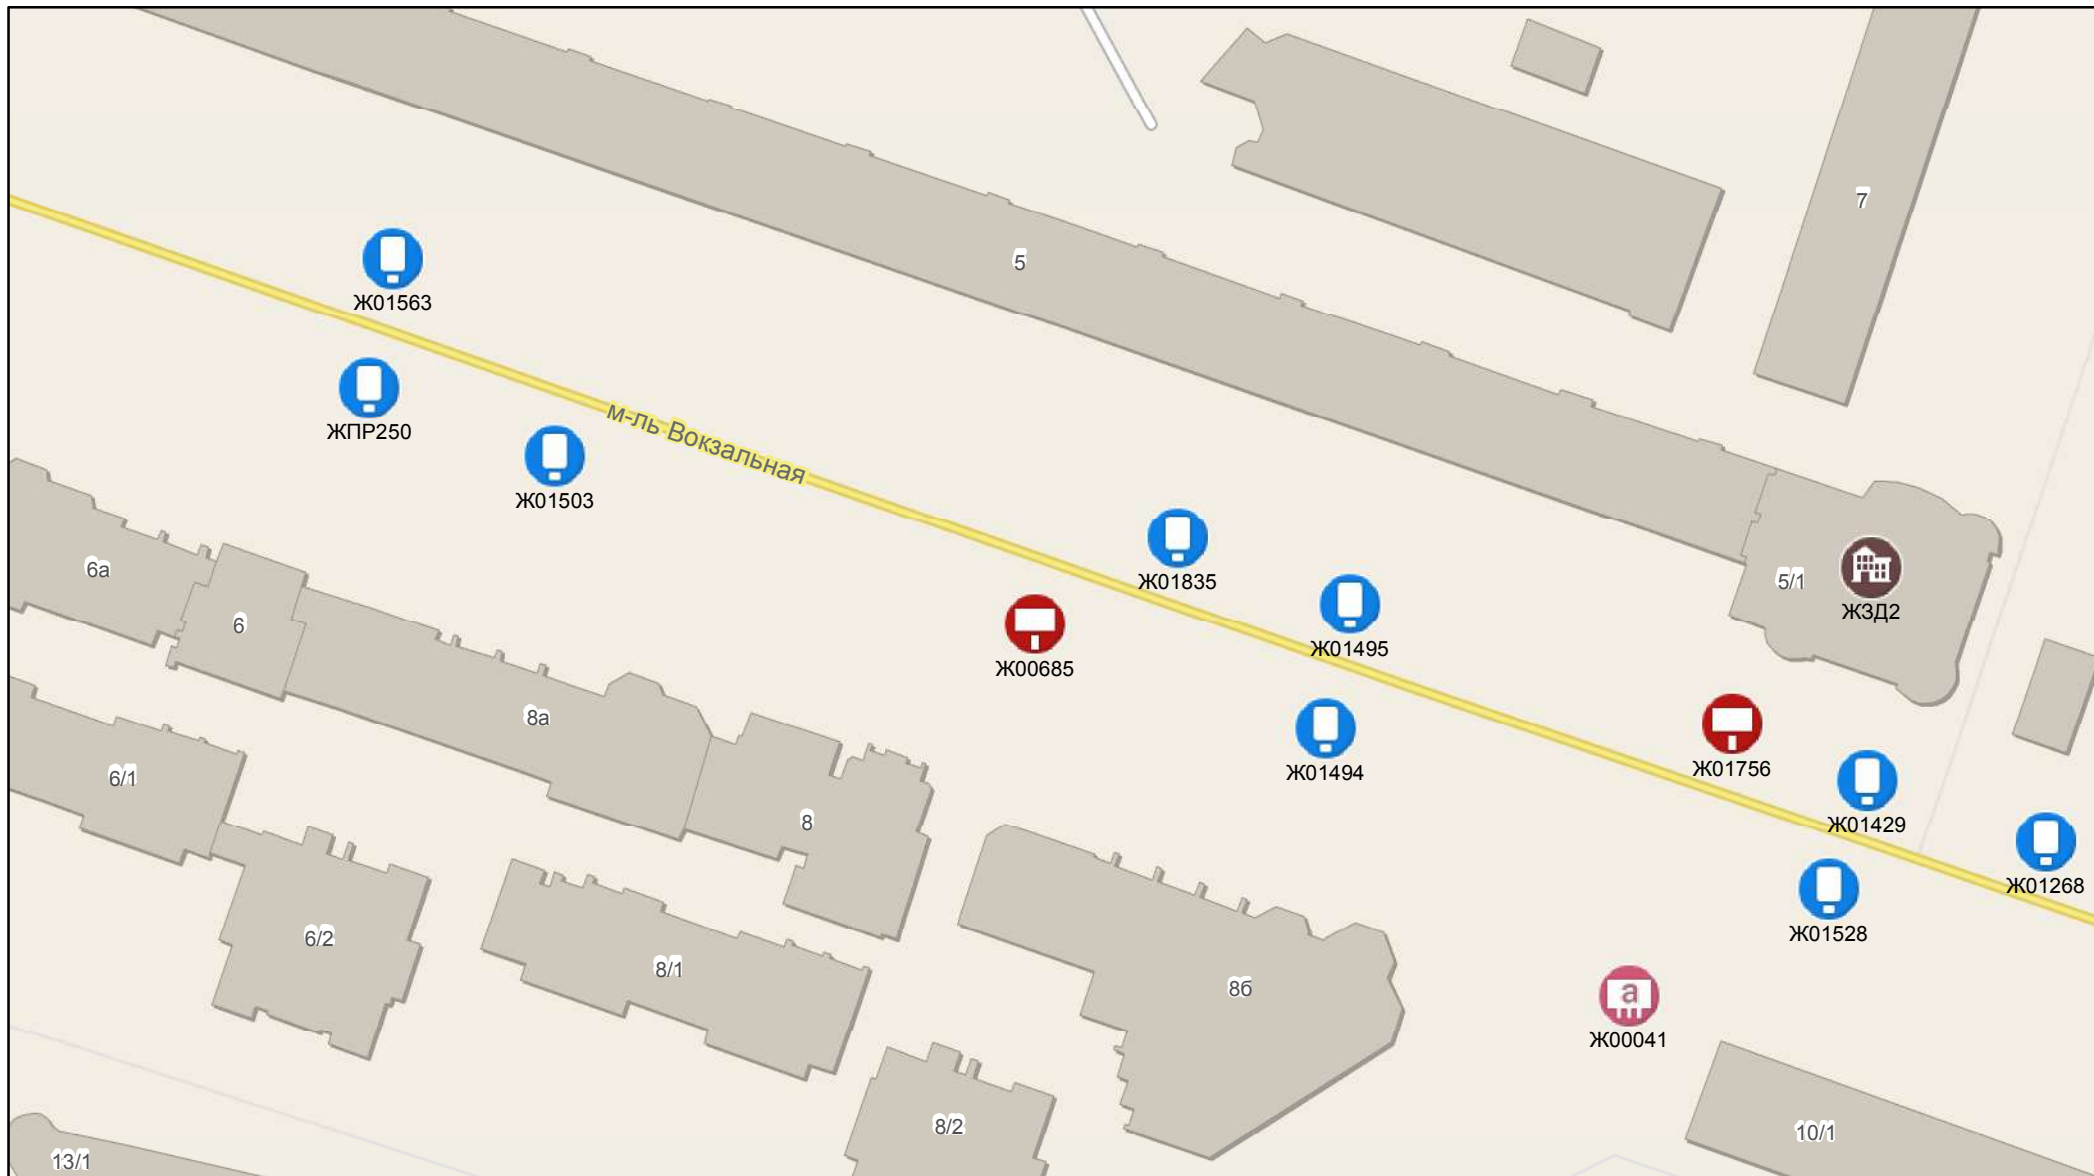 7
5
Ж01563
ЖПР250
м-ль Вокзальная
Ж01503
Ж01835
6а
5/1
ЖЗД2
6
Ж01495
Ж00685
8а
Ж01494
Ж01756
6/1
8
Ж01429
Ж01268
6/2
Ж01528
8/1
8б
а
Ж00041
8/2
10/1
13/1